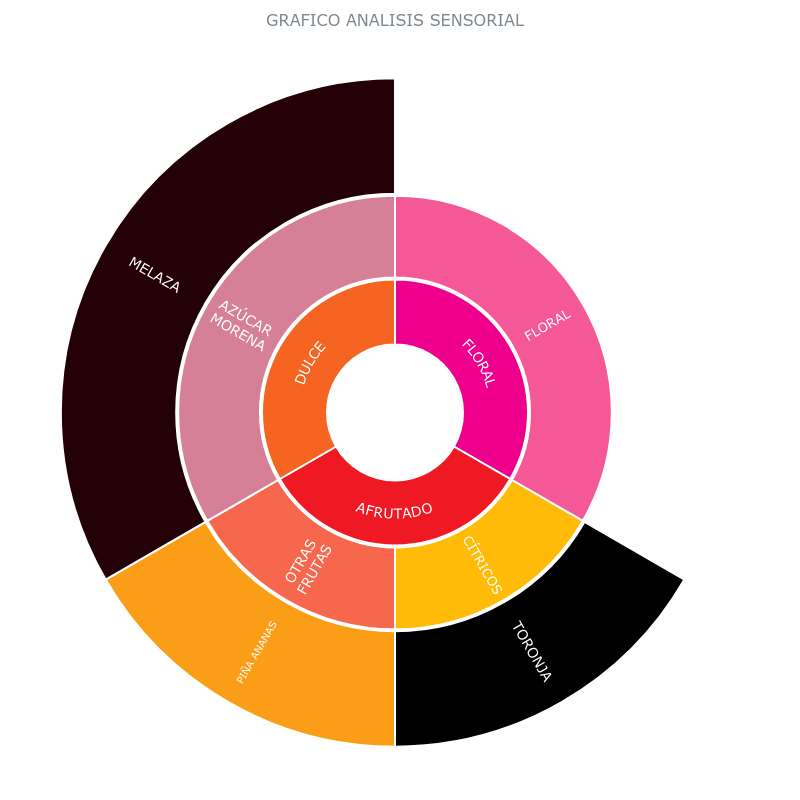 GRAFICO ANALISIS SENSORIAL
MELAZA
AZÚCAR
MORENA
DULCE
FLORAL
FLORAL
AFRUTADO
OTRAS
FRUTAS
CÍTRICOS
PIÑA ANANAS
TORONJA